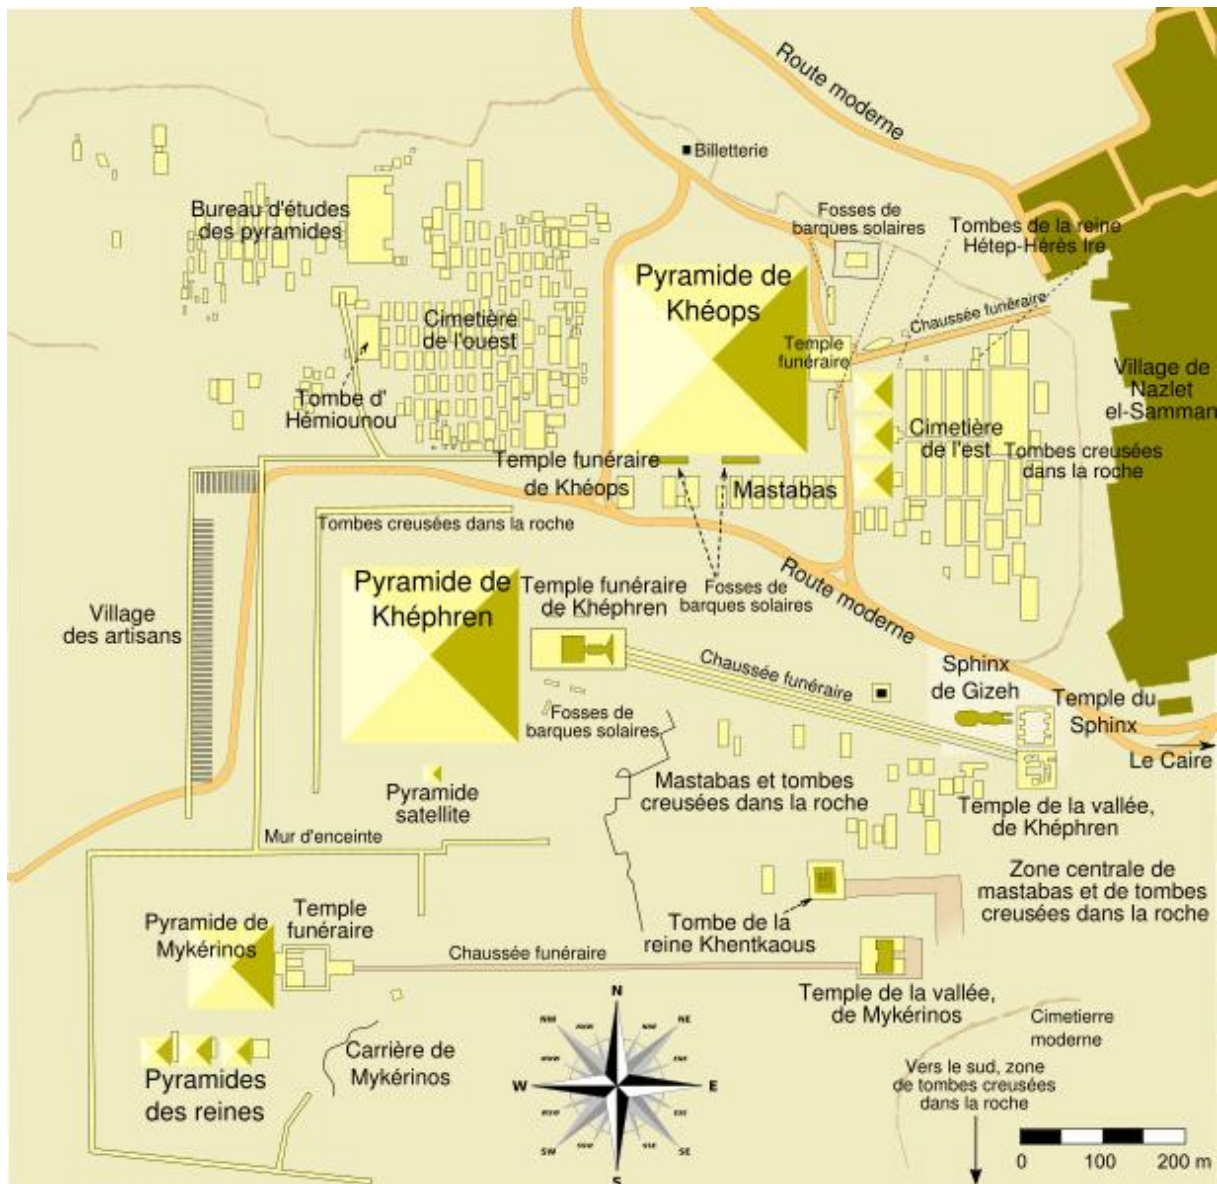 Route moderne
Billetterie
Fosses de
barques solaires
Tombes de la reine
Hétep-Hérès Ire
Bureau d'études
des pyramides
Pyramide de
Khéops
Chaussée funéraire
Cimetière
de l'ouest
Temple
funéraire
Village de
Nazlet
el-Samman
Tombe d'
Hémiounou
Cimetière
de l'est
Tombes creusées
dans la roche
Temple funéraire
de Khéops
Mastabas
Tombes creusées dans la roche
Pyramide de
Khéphren
Temple funéraire
de Khéphren
Fosses de
barques solaires
Route moderne
Village
des artisans
Chaussée funéraire
Sphinx
de Gizeh
Temple du
Sphinx
Fosses de
barques solaires
Le Caire
Pyramide
satellite
Mastabas et tombes
creusées dans la roche
Temple de la vallée,
de Khéphren
Mur d'enceinte
Zone centrale de
mastabas et de tombes
creusées dans la roche
Pyramide de
Mykérinos
Temple
funéraire
Tombe de la
reine Khentkaous
Chaussée funéraire
Temple de la vallée,
de Mykérinos
Carrière de
Mykérinos
Pyramides
des reines
Cimetierre
moderne
Vers le sud, zone
de tombes creusées
dans la roche
N
NW
NE
W
E
SW
SE
S
0 100 200 m